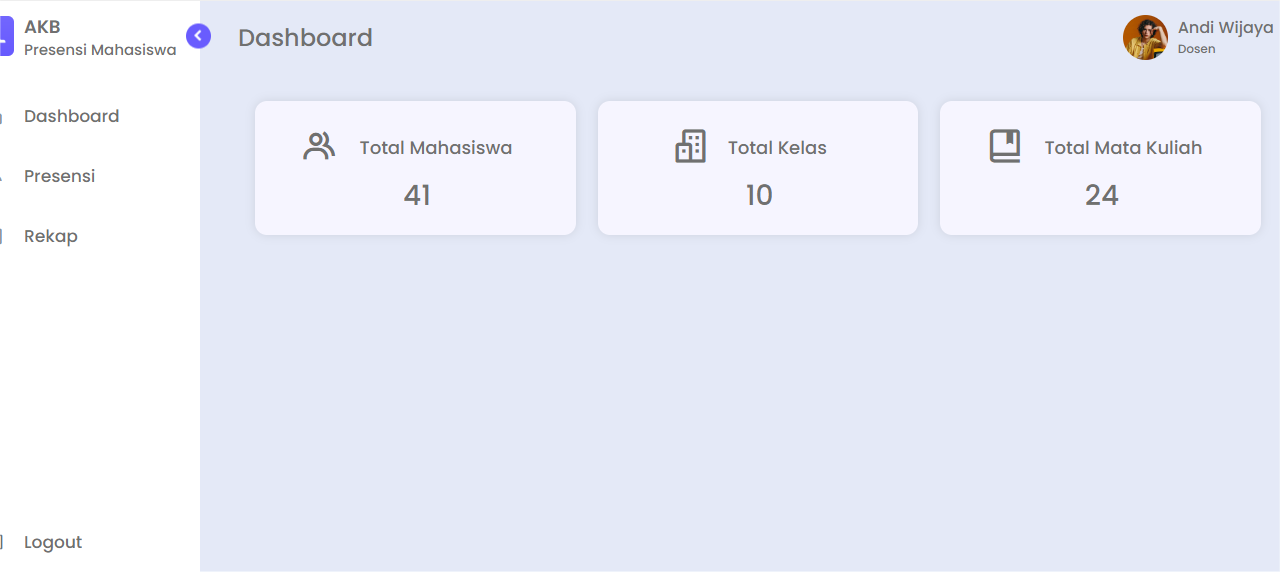 AKB
Presensi Mahasiswa
Dashboard
Presensi
Rekap
Logout
Dashboard
Andi Wijaya
Dosen
Total Mahasiswa
41
Total Kelas
10
Total Mata Kuliah
24